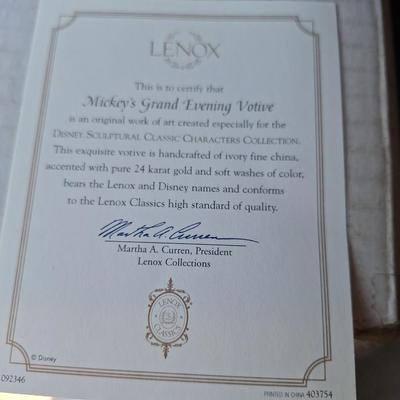 LENOX
This is to certify that
Mickey's Grand Evening Votive
is an original work of art created especially for the
DISNEY SCULPTURAL CLASSIC CHARACTERS COLLECTION.
This exquisite votive is handcrafted of ivory fine china,
accented with pure 24 karat gold and soft washes of color,
bears the Lenox and Disney names and conforms
to the Lenox Classics high standard of quality.
Martha A. Curren
Martha A. Curren, President
Lenox Collections
LENOX
CLASSICS
© Disney
092346
PRINTED IN CHINA 403754